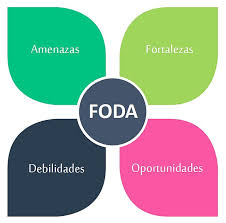 Amenazas
Fortalezas
FODA
Debilidades
Oportunidades